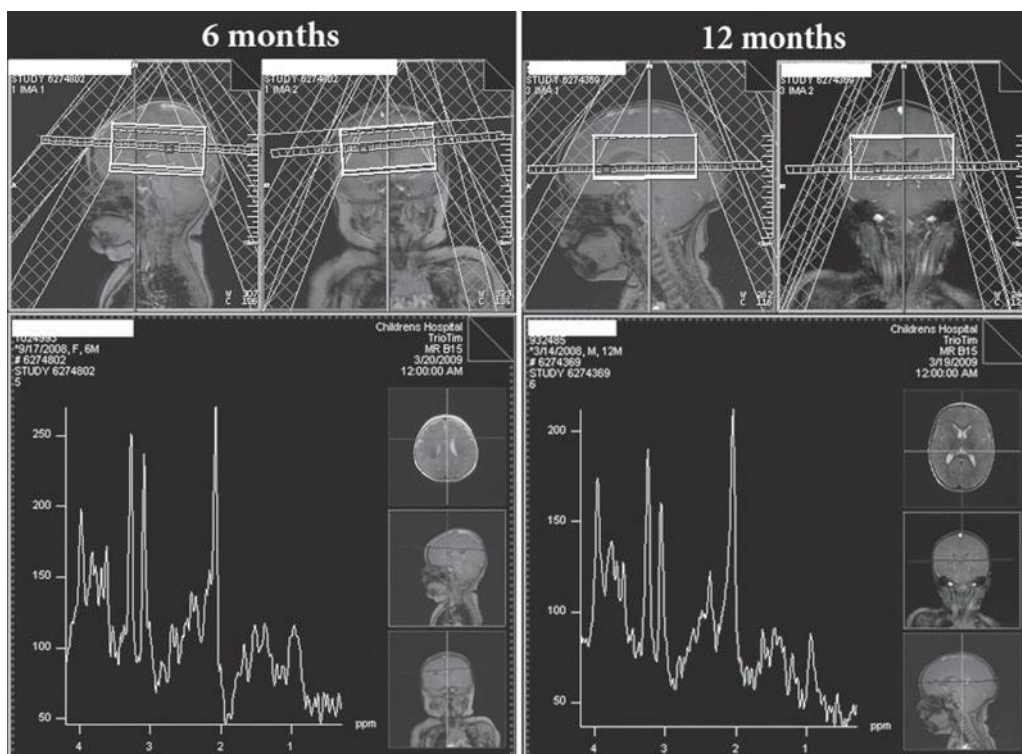 6 months
12 months
STUDY 6274802
1 IMA 1
STUDY 6274802
1 IMA 2
STUDY 6274369
3 IMA 1
STUDY 6274369
3 IMA 2
W 307
W 323
W 252
C 116
1024993
*9/17/2008, F, 6M
# 6274802
STUDY 6274802
5
Childrens Hospital
TrioTim
MR B15
3/20/2009
12:00:00 AM
250
200
150
100
50
ppm
4 3 2 1
932485
*3/14/2008, M, 12M
# 6274369
STUDY 6274369
6
Childrens Hospital
TrioTim
MR B15
3/19/2009
12:00:00 AM
200
150
100
50
ppm
4 3 2 1